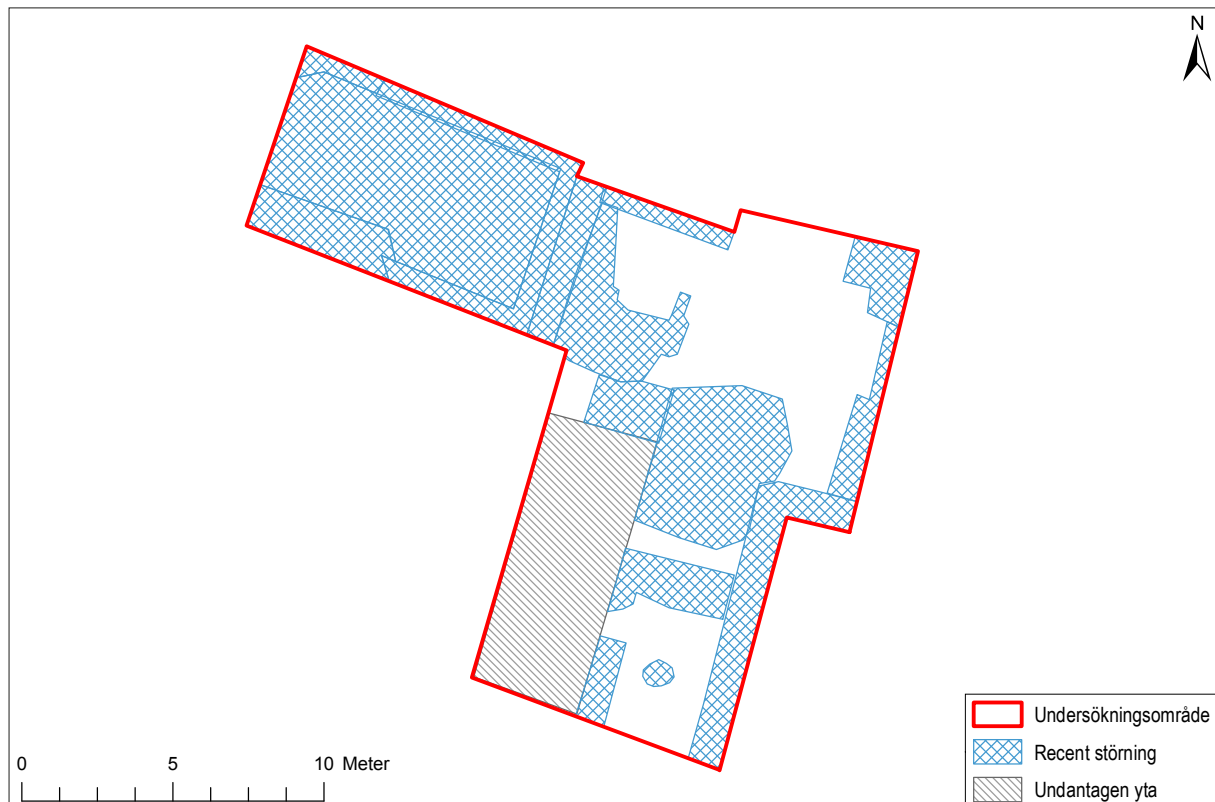 N
0 5 10 Meter
Undersökningsområde
Recent störning
Undantagen yta